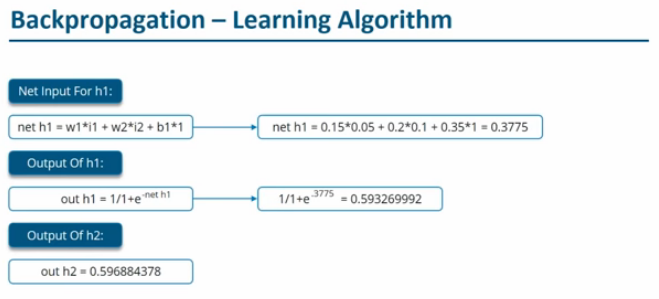 Backpropagation – Learning Algorithm
Net Input For h1:
net h1 = w1*i1 + w2*i2 + b1*1
net h1 = 0.15*0.05 + 0.2*0.1 + 0.35*1 = 0.3775
Output Of h1:
out h1 = 1/1+e^-net h1
1/1+e^.3775 = 0.593269992
Output Of h2:
out h2 = 0.596884378